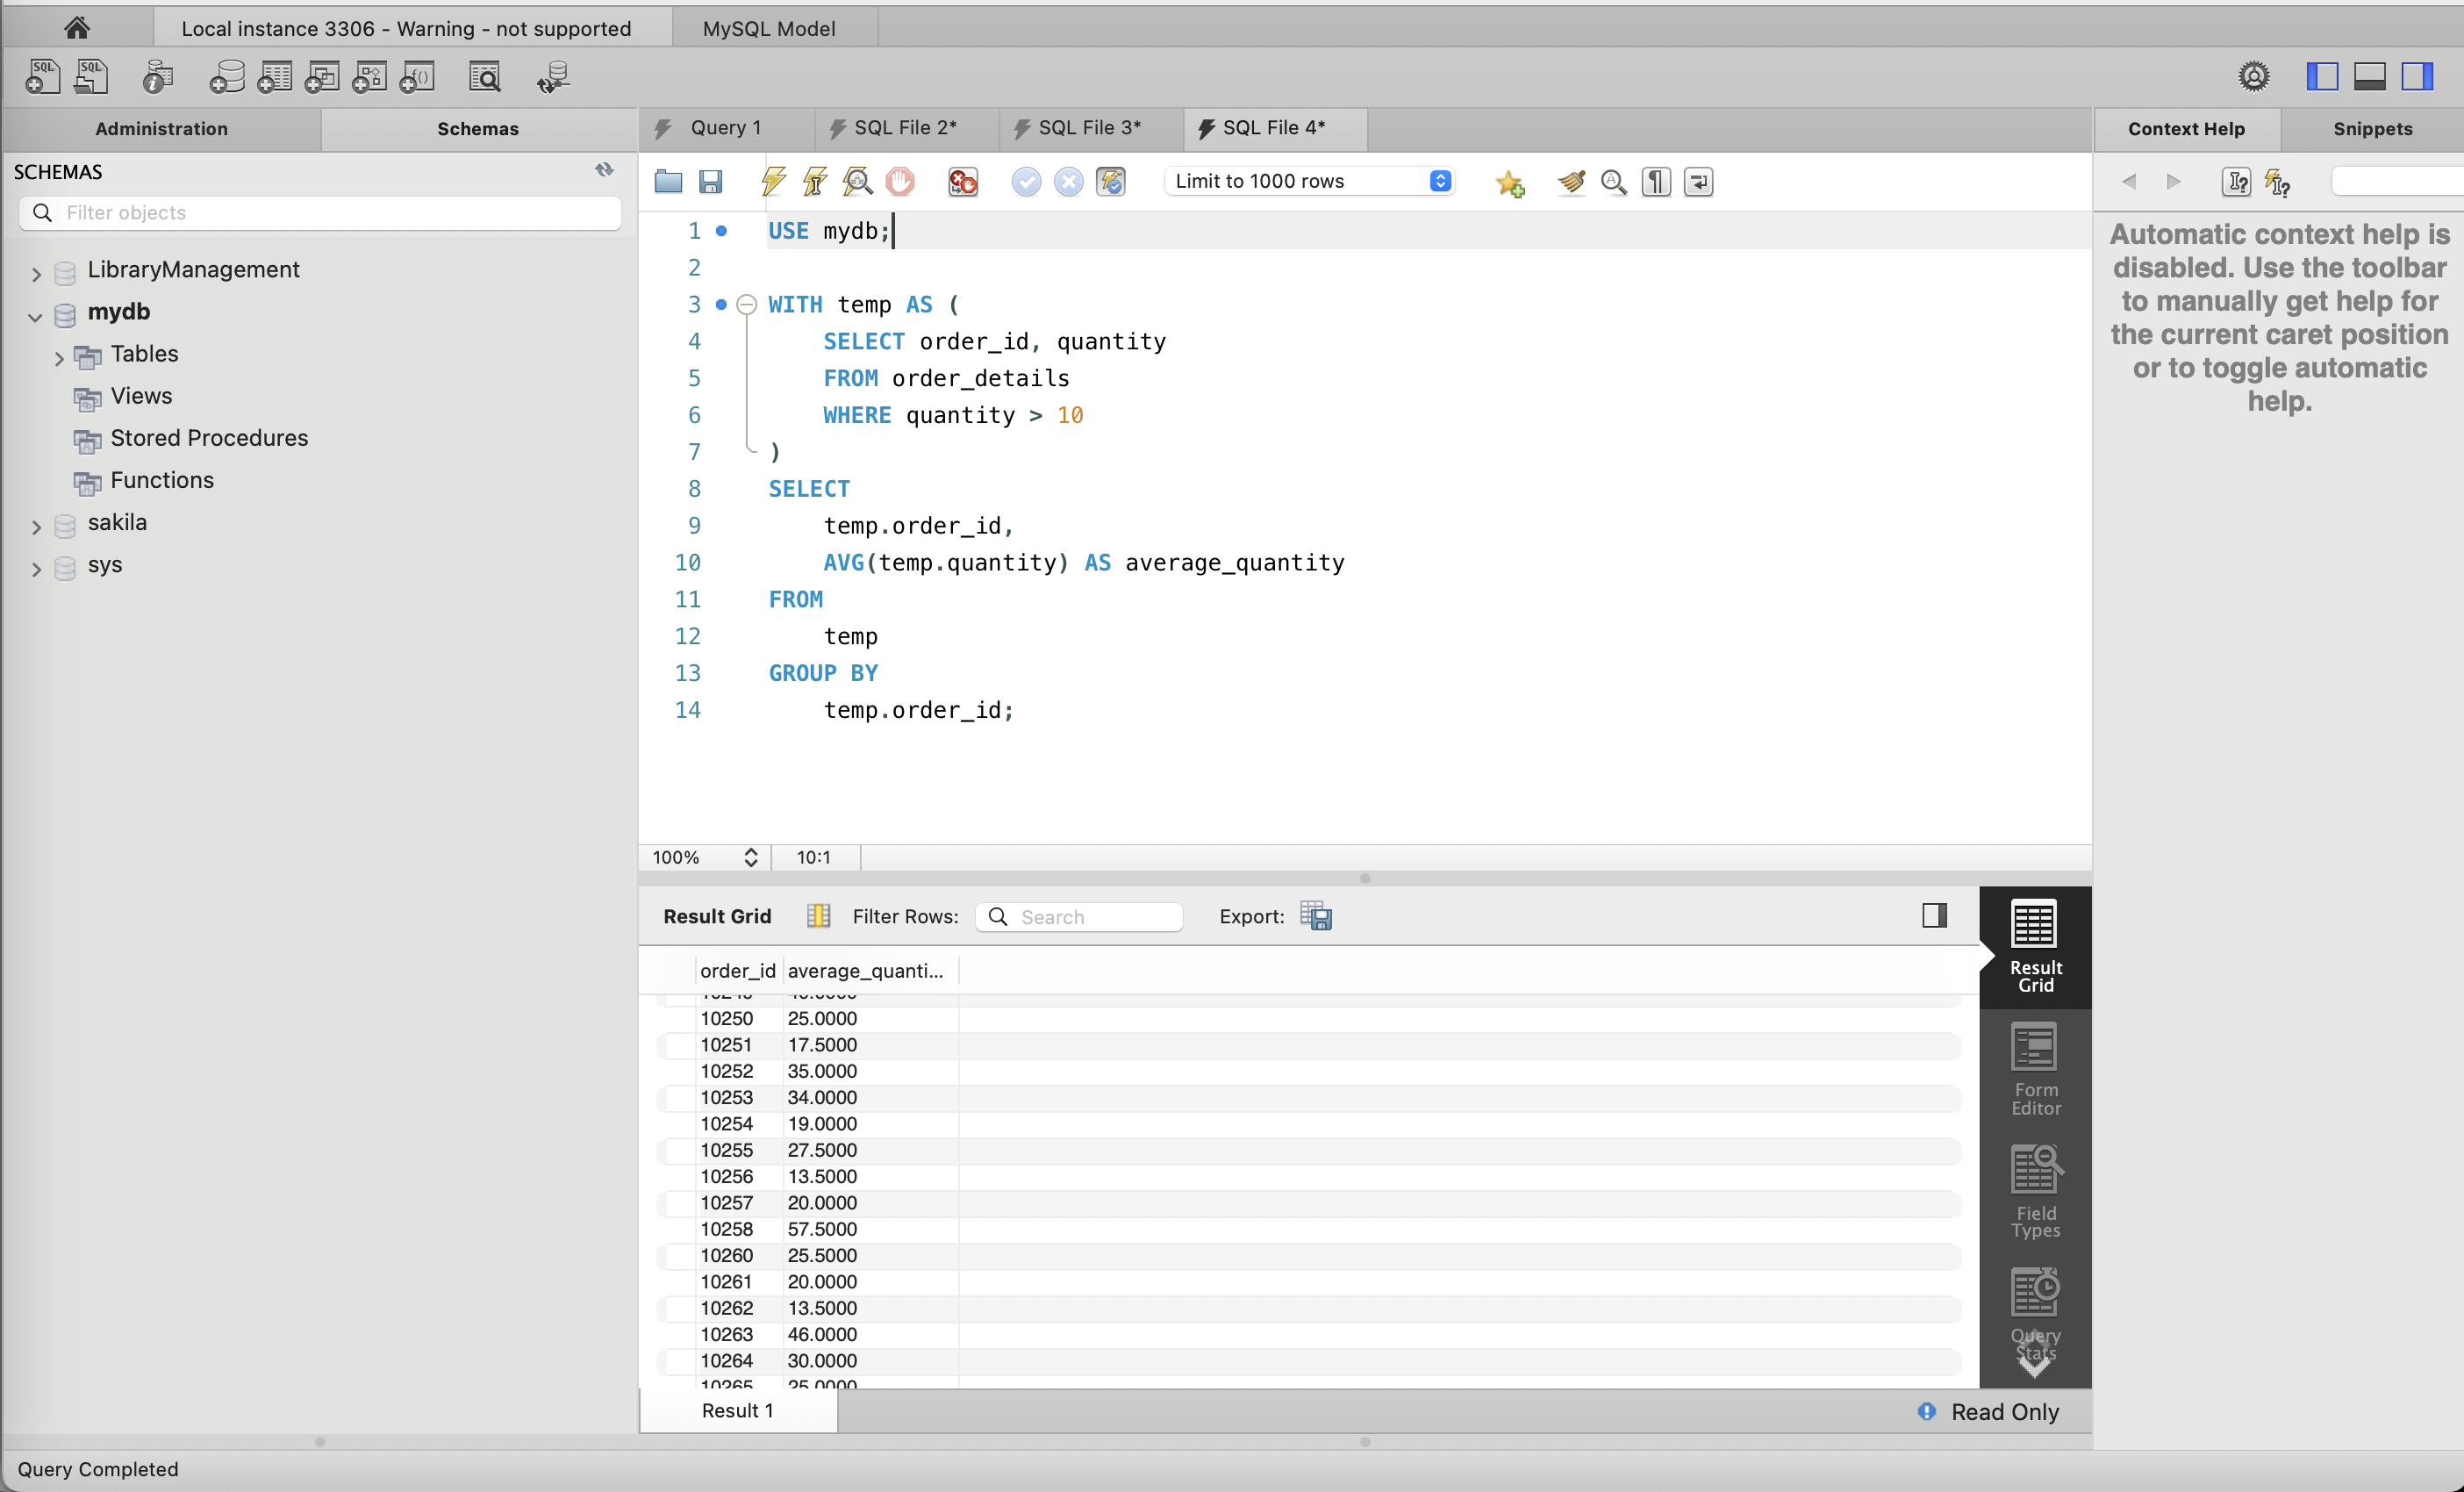 Local instance 3306 - Warning - not supported
MySQL Model
Administration
Schemas
SCHEMAS
Filter objects
LibraryManagement
mydb
Tables
Views
Stored Procedures
Functions
sakila
sys
Query 1
SQL File 2*
SQL File 3*
SQL File 4*
Limit to 1000 rows
1 USE mydb;
2
3 WITH temp AS (
4 SELECT order_id, quantity
5 FROM order_details
6 WHERE quantity > 10
7 )
8 SELECT
9 temp.order_id,
10 AVG(temp.quantity) AS average_quantity
11 FROM
12 temp
13 GROUP BY
14 temp.order_id;
100% 10:1
Result Grid Filter Rows: Search Export:
order_id average_quanti...
10250 25.0000
10251 17.5000
10252 35.0000
10253 34.0000
10254 19.0000
10255 27.5000
10256 13.5000
10257 20.0000
10258 57.5000
10260 25.5000
10261 20.0000
10262 13.5000
10263 46.0000
10264 30.0000
10265 25.0000
Result
Grid
Form
Editor
Field
Types
Query
Stats
Result 1
Read Only
Context Help
Snippets
Automatic context help is
disabled. Use the toolbar
to manually get help for
the current caret position
or to toggle automatic
help.
Query Completed